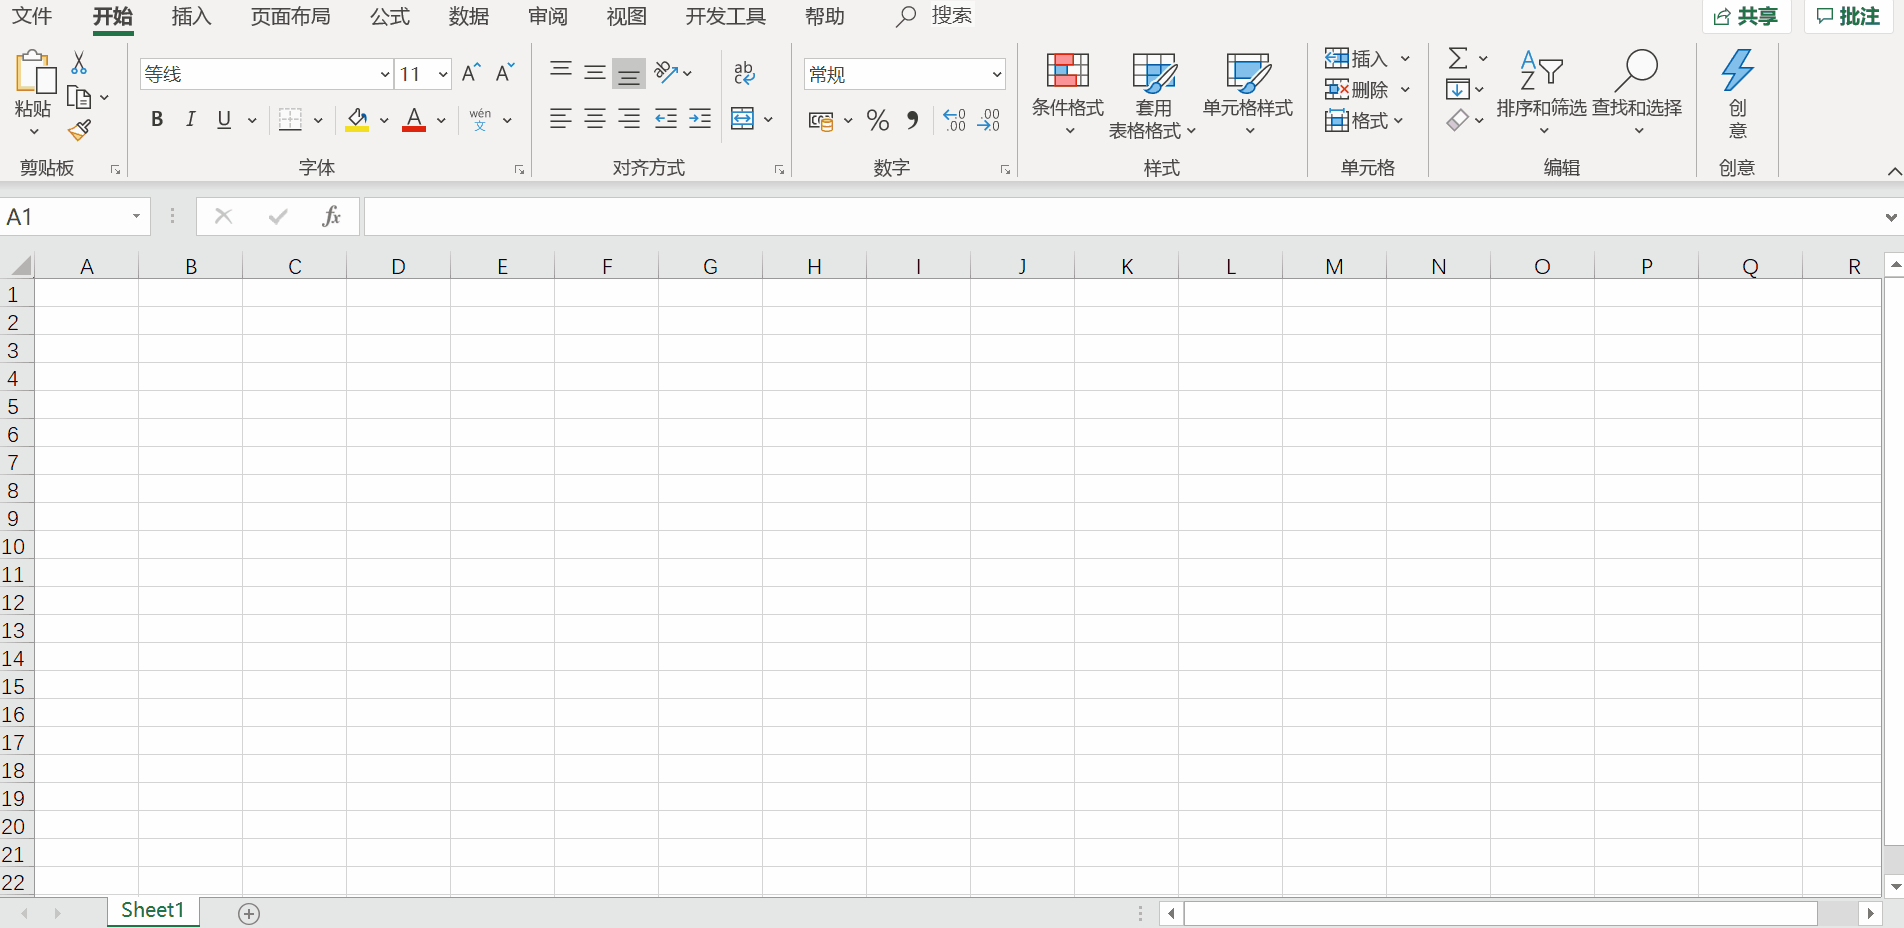 文件 开始 插入 页面布局 公式 数据 审阅 视图 开发工具 帮助 搜索 共享 批注
粘贴
等线 11 A A
B I U A wén 文
ab c
常规
% .00 .00
条件格式
套用
表格格式
单元格样式
插入
删除
格式
排序和筛选
查找和选择
创
意
剪贴板 字体 对齐方式 数字 样式 单元格 编辑 创意
A1 fx
A B C D E F G H I J K L M N O P Q R
1
2
3
4
5
6
7
8
9
10
11
12
13
14
15
16
17
18
19
20
21
22
Sheet1